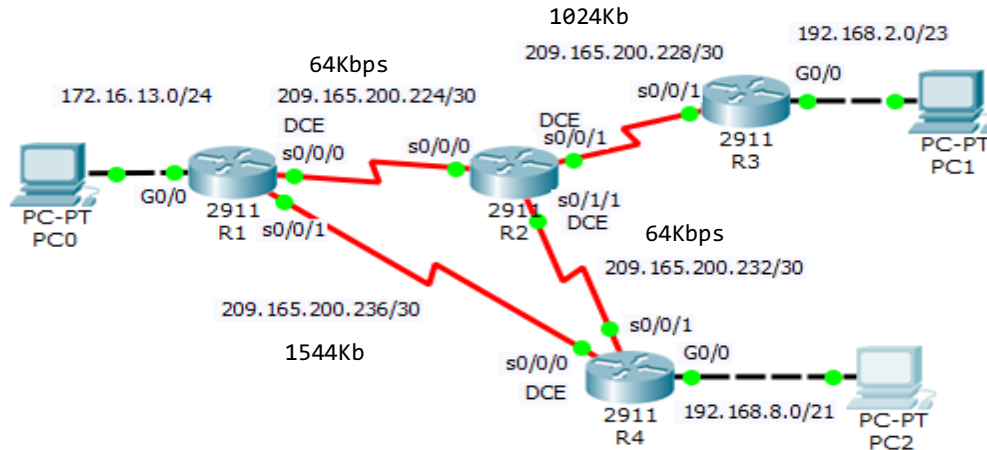 1024Kb
192.168.2.0/23
209.165.200.228/30
64Kbps
G0/0
172.16.13.0/24
209.165.200.224/30
s0/0/1
DCE
DCE
s0/0/0
s0/0/0
s0/0/1
2911
R3
PC-PT
PC1
G0/0
s0/1/1
DCE
PC-PT
PC0
2911
R1
s0/0/1
2911
R2
64Kbps
209.165.200.232/30
209.165.200.236/30
1544Kb
s0/0/1
s0/0/0
G0/0
DCE
192.168.8.0/21
2911
R4
PC-PT
PC2